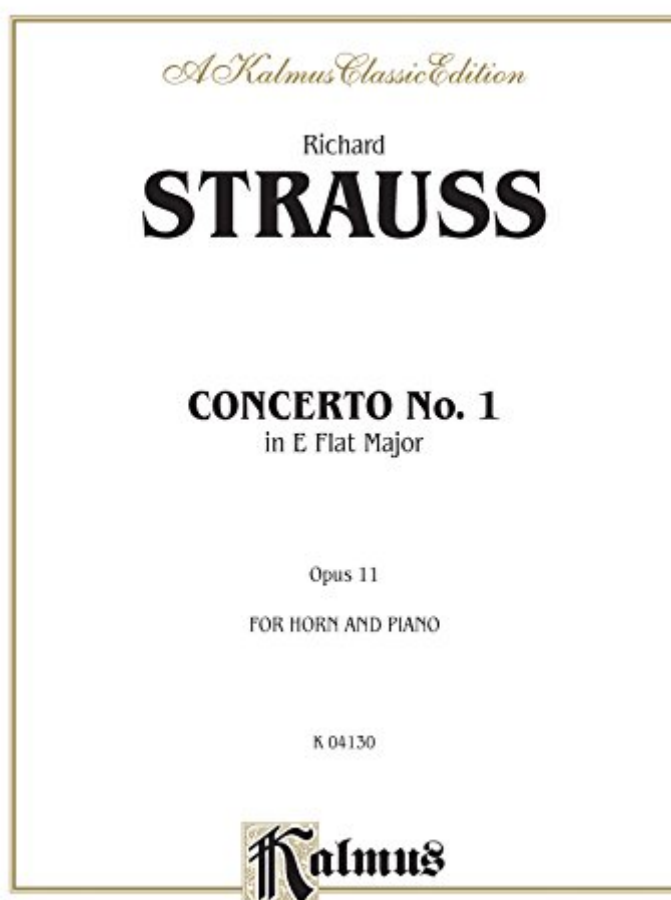 A Kalmus Classic Edition
Richard
STRAUSS
CONCERTO No. 1
in E Flat Major
Opus 11
FOR HORN AND PIANO
K 04130
Kalmus